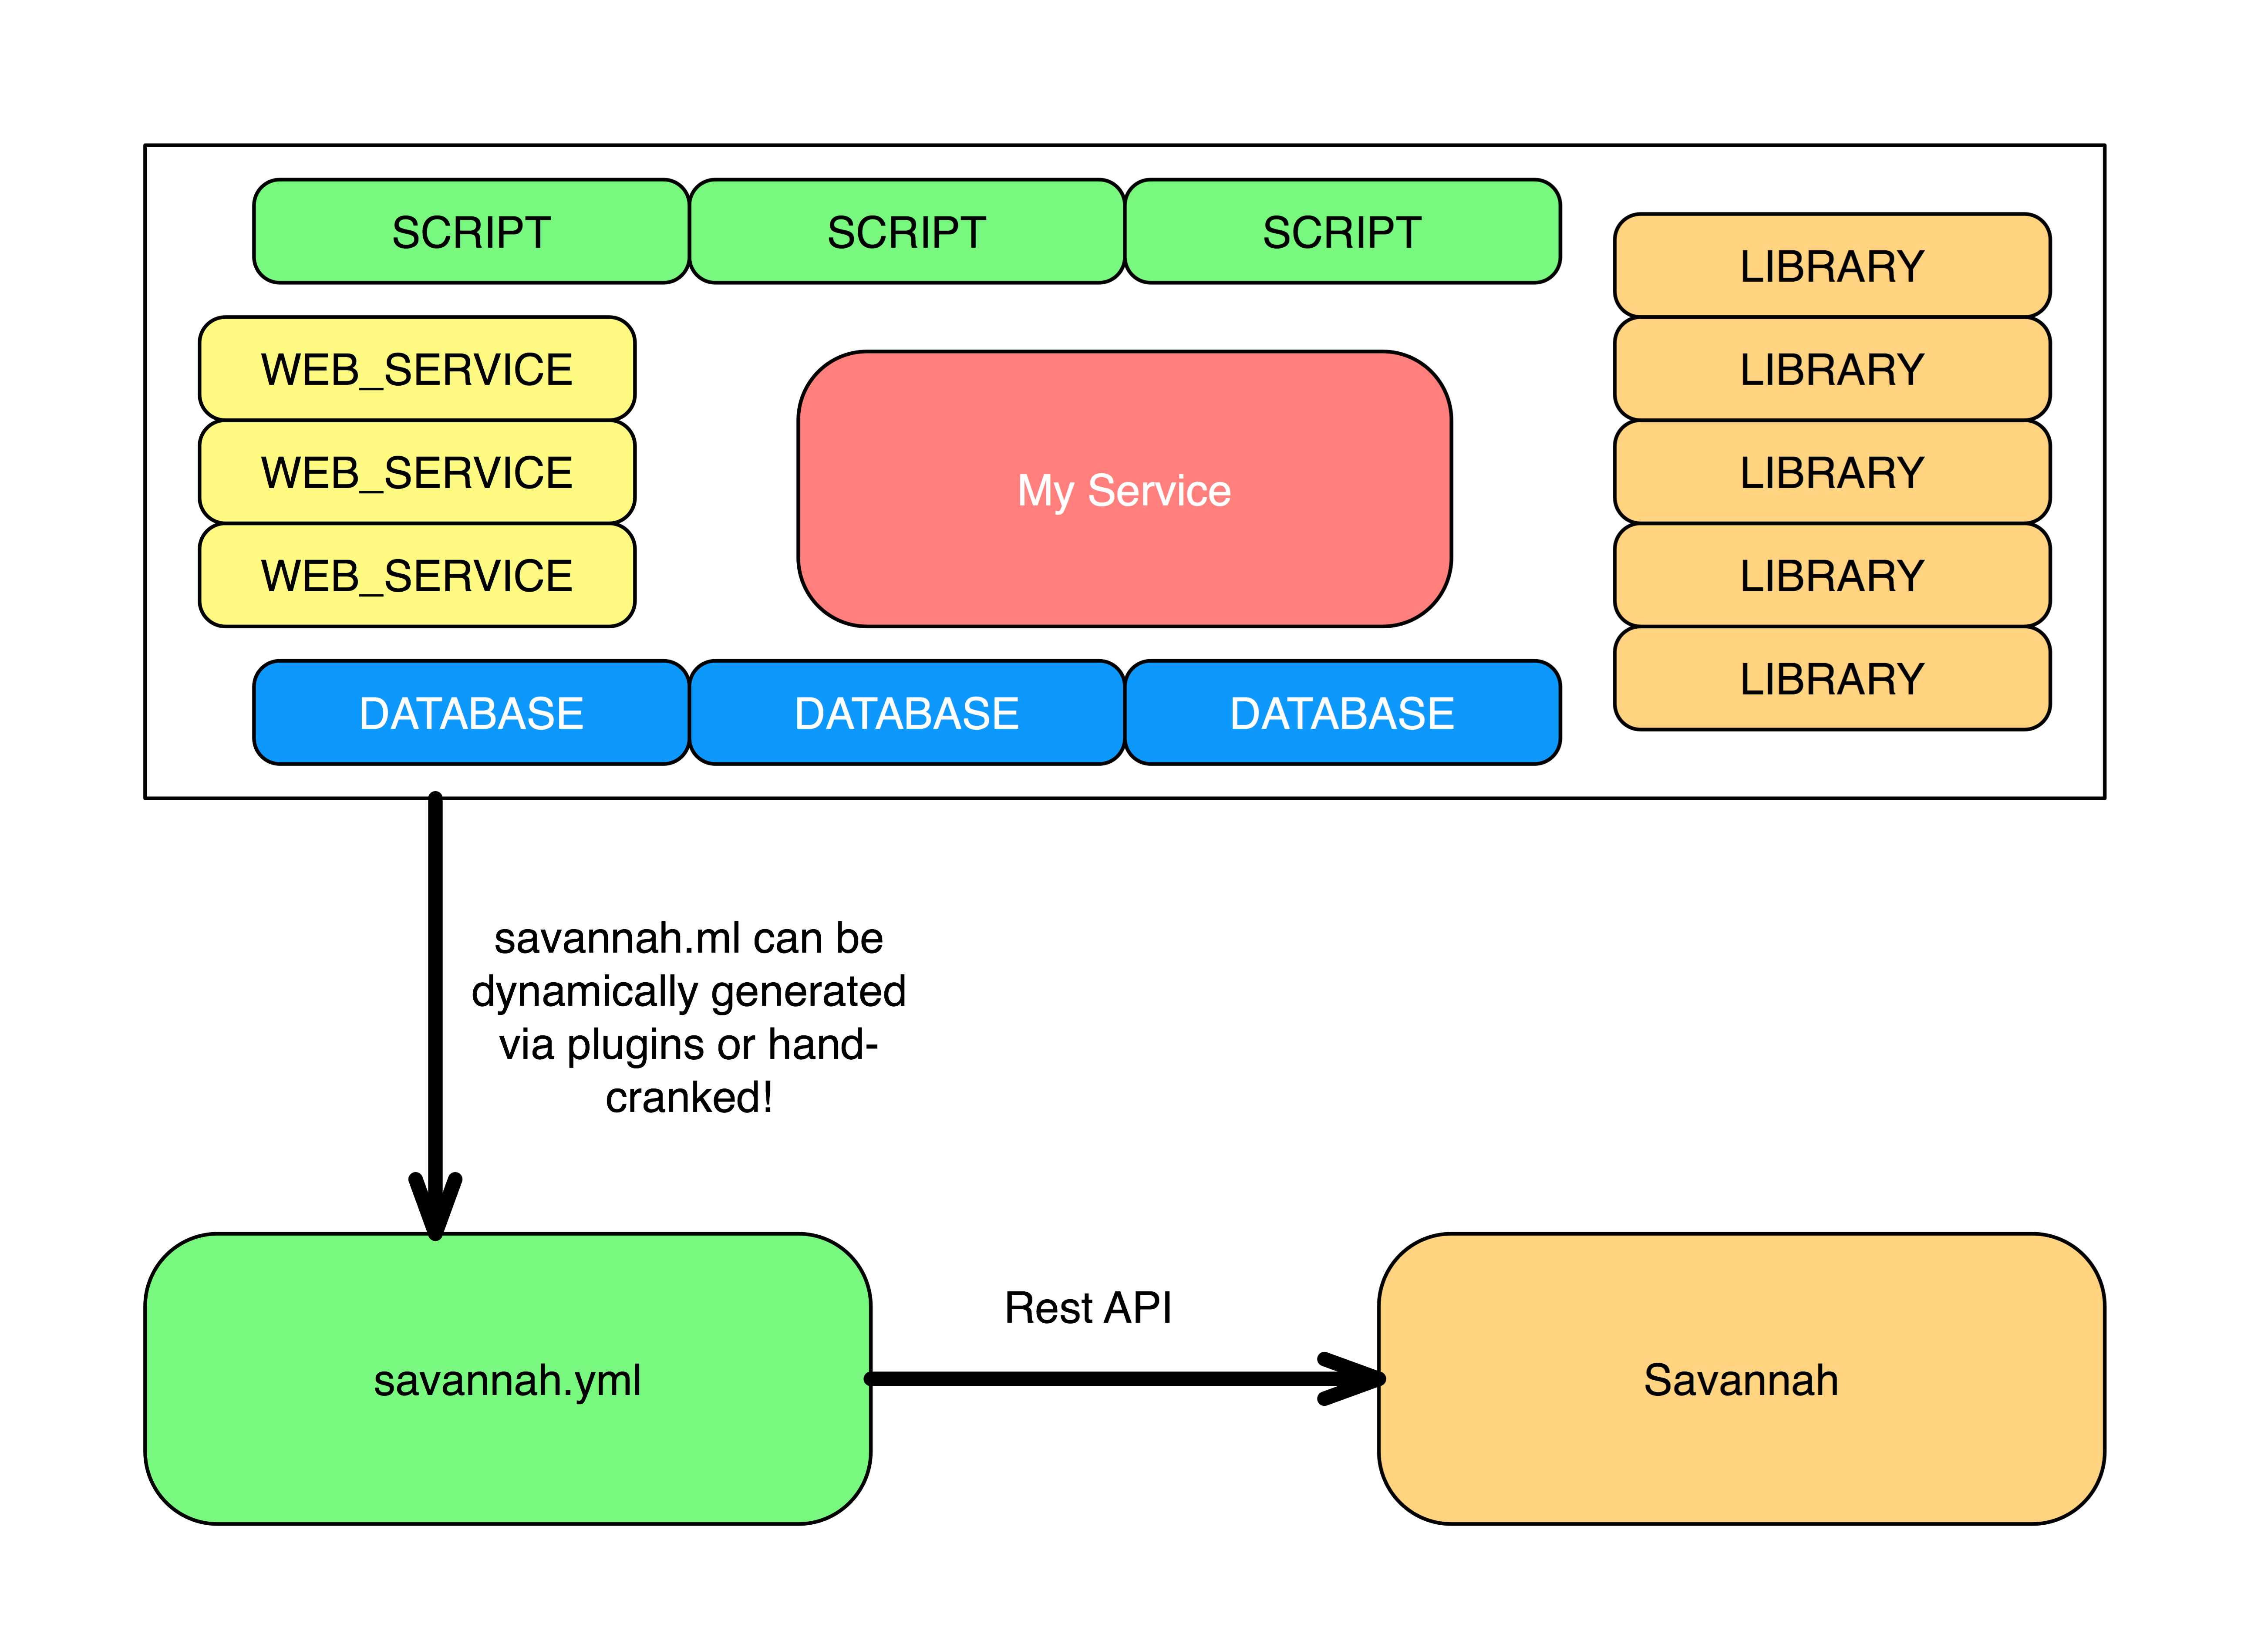 SCRIPT
SCRIPT
SCRIPT
LIBRARY
LIBRARY
LIBRARY
LIBRARY
LIBRARY
WEB_SERVICE
WEB_SERVICE
WEB_SERVICE
My Service
DATABASE
DATABASE
DATABASE
savannah.ml can be
dynamically generated
via plugins or hand-
cranked!
savannah.yml
Rest API
Savannah